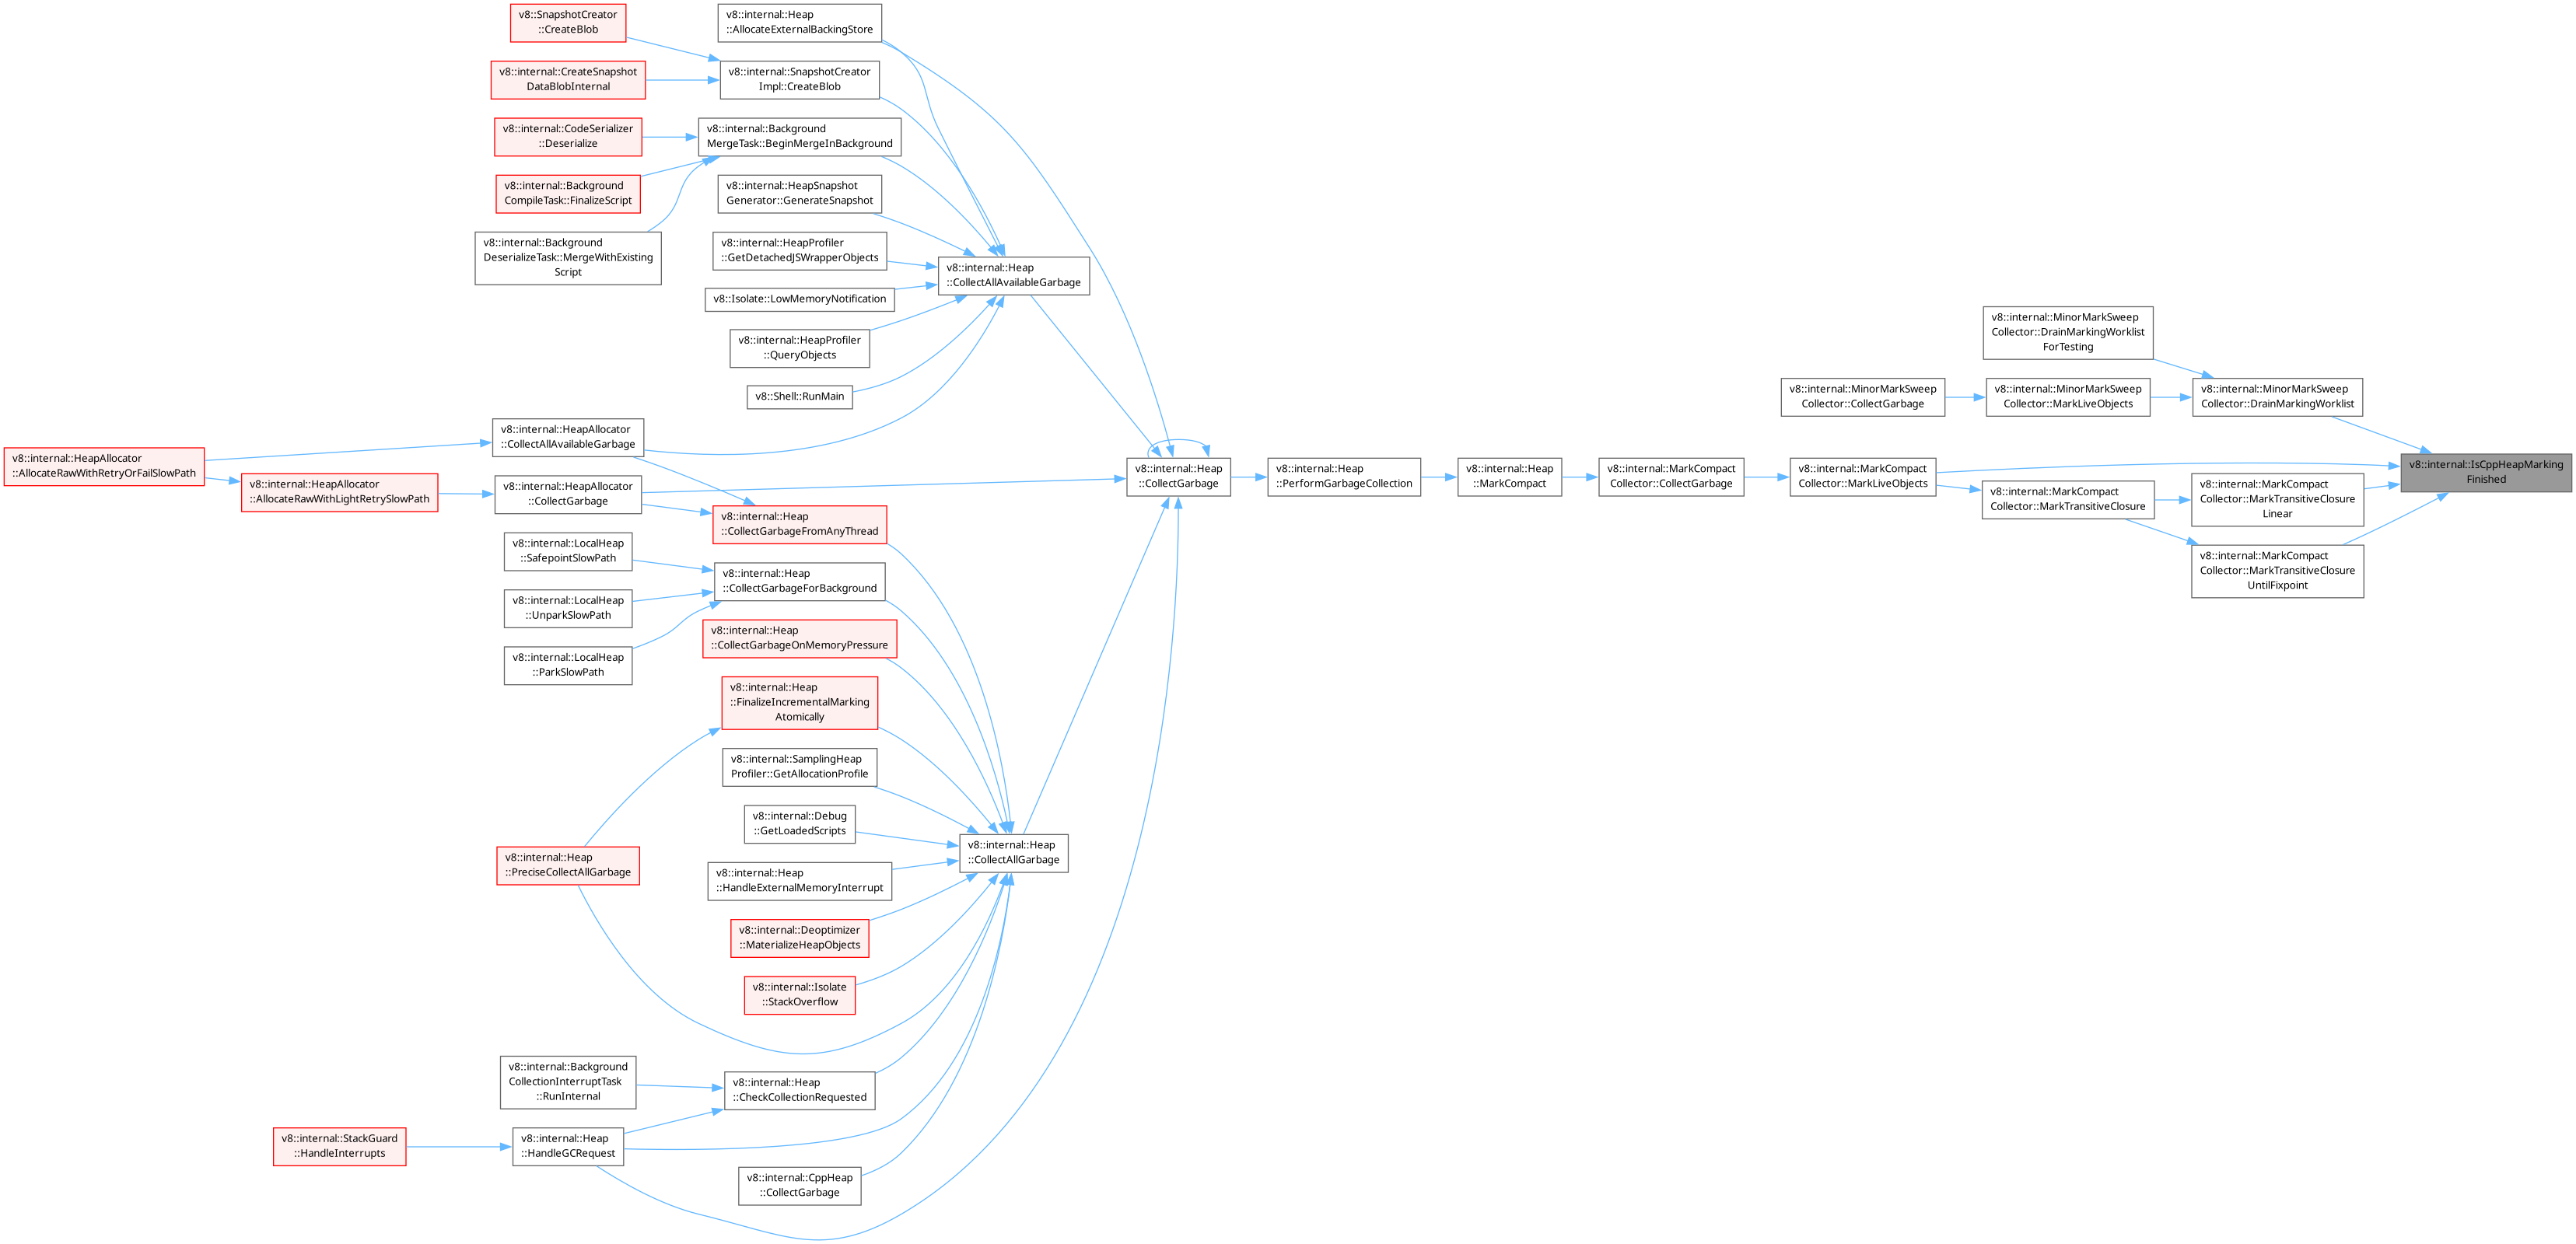 v8::SnapshotCreator
::CreateBlob
v8::internal::CreateSnapshot
DataBlobInternal
v8::internal::CodeSerializer
::Deserialize
v8::internal::Background
CompileTask::FinalizeScript
v8::internal::Background
DeserializeTask::MergeWithExisting
Script
v8::internal::Heap
::AllocateExternalBackingStore
v8::internal::SnapshotCreator
Impl::CreateBlob
v8::internal::Background
MergeTask::BeginMergeInBackground
v8::internal::HeapSnapshot
Generator::GenerateSnapshot
v8::internal::HeapProfiler
::GetDetachedJSWrapperObjects
v8::Isolate::LowMemoryNotification
v8::internal::HeapProfiler
::QueryObjects
v8::Shell::RunMain
v8::internal::Heap
::CollectAllAvailableGarbage
v8::internal::HeapAllocator
::AllocateRawWithRetryOrFailSlowPath
v8::internal::HeapAllocator
::AllocateRawWithLightRetrySlowPath
v8::internal::HeapAllocator
::CollectAllAvailableGarbage
v8::internal::HeapAllocator
::CollectGarbage
v8::internal::LocalHeap
::SafepointSlowPath
v8::internal::LocalHeap
::UnparkSlowPath
v8::internal::LocalHeap
::ParkSlowPath
v8::internal::Heap
::CollectGarbageFromAnyThread
v8::internal::Heap
::CollectGarbageForBackground
v8::internal::Heap
::CollectGarbageOnMemoryPressure
v8::internal::Heap
::FinalizeIncrementalMarking
Atomically
v8::internal::SamplingHeap
Profiler::GetAllocationProfile
v8::internal::Debug
::GetLoadedScripts
v8::internal::Heap
::HandleExternalMemoryInterrupt
v8::internal::Deoptimizer
::MaterializeHeapObjects
v8::internal::Isolate
::StackOverflow
v8::internal::Heap
::PreciseCollectAllGarbage
v8::internal::Heap
::CollectAllGarbage
v8::internal::Background
CollectionInterruptTask
::RunInternal
v8::internal::Heap
::CheckCollectionRequested
v8::internal::StackGuard
::HandleInterrupts
v8::internal::Heap
::HandleGCRequest
v8::internal::CppHeap
::CollectGarbage
v8::internal::Heap
::CollectGarbage
v8::internal::Heap
::PerformGarbageCollection
v8::internal::Heap
::MarkCompact
v8::internal::MarkCompact
Collector::CollectGarbage
v8::internal::MarkCompact
Collector::MarkLiveObjects
v8::internal::MinorMarkSweep
Collector::CollectGarbage
v8::internal::MinorMarkSweep
Collector::MarkLiveObjects
v8::internal::MinorMarkSweep
Collector::DrainMarkingWorklist
ForTesting
v8::internal::MinorMarkSweep
Collector::DrainMarkingWorklist
v8::internal::MarkCompact
Collector::MarkTransitiveClosure
v8::internal::MarkCompact
Collector::MarkTransitiveClosure
Linear
v8::internal::MarkCompact
Collector::MarkTransitiveClosure
UntilFixpoint
v8::internal::IsCppHeapMarking
Finished